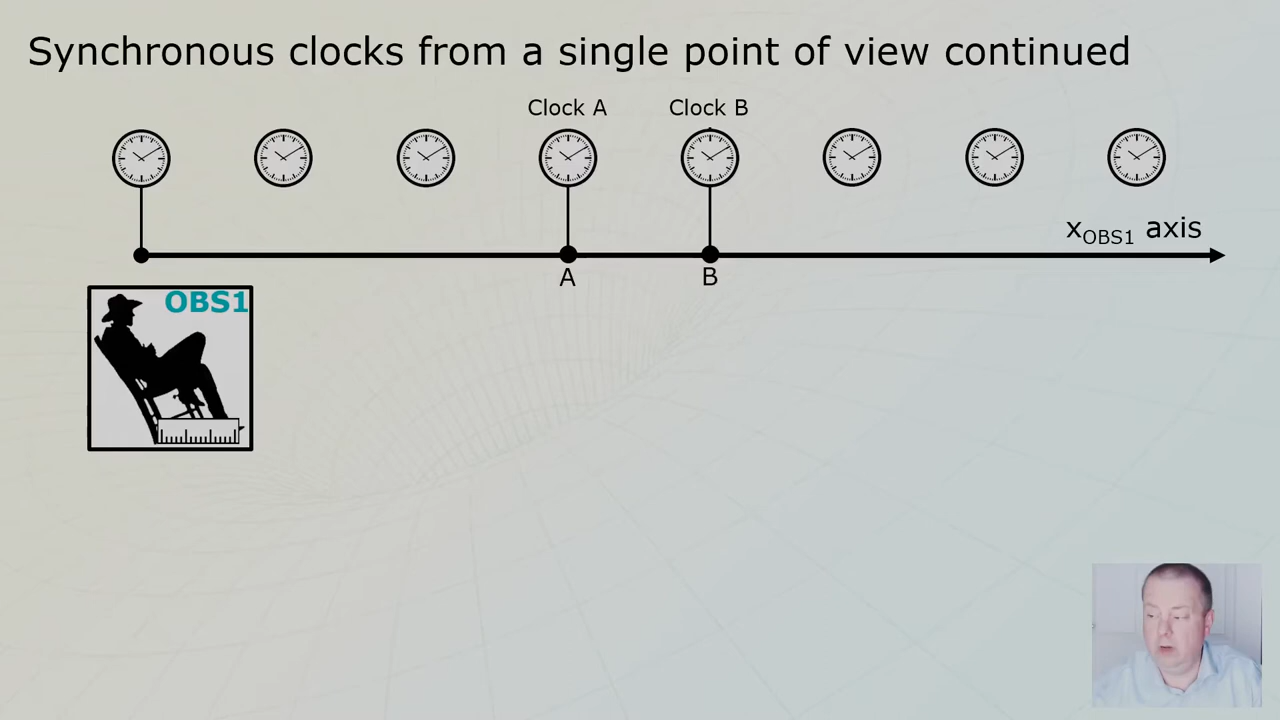 Synchronous clocks from a single point of view continued
Clock A
Clock B
xOBS1 axis
A
B
OBS1